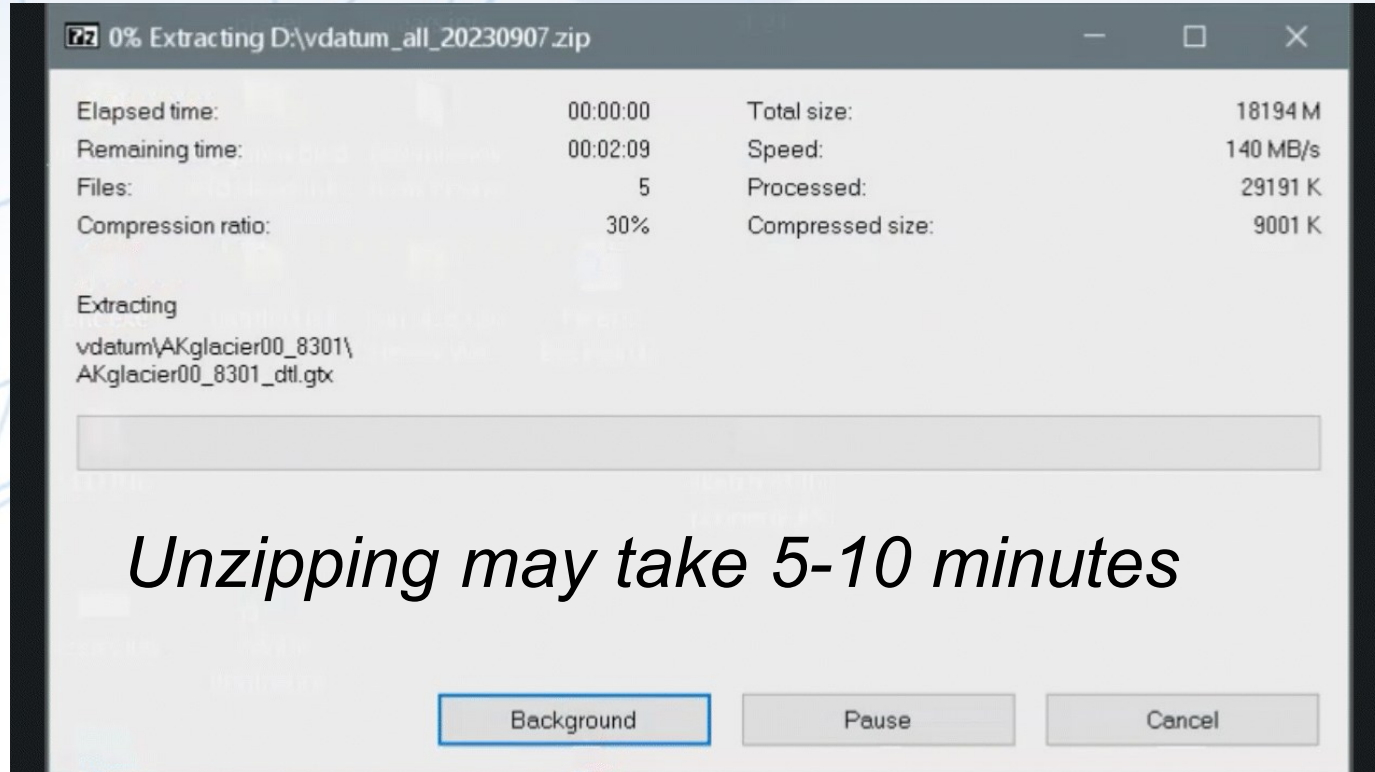 7z 0% Extracting D:\vdatum_all_20230907.zip
Elapsed time: 00:00:00 Total size: 18194 M
Remaining time: 00:02:09 Speed: 140 MB/s
Files: 5 Processed: 29191 K
Compression ratio: 30% Compressed size: 9001 K
Extracting
vdatum\AKglacier00_8301\
AKglacier00_8301_dtl.gtx
Unzipping may take 5-10 minutes
Background Pause Cancel